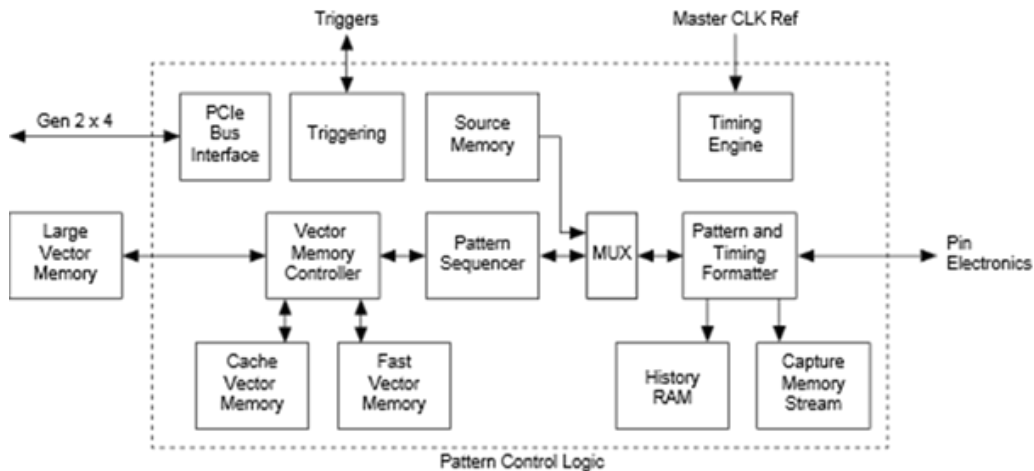 Triggers
Master CLK Ref
Gen 2 x 4
PCIe
Bus
Interface
Triggering
Source
Memory
Timing
Engine
Large
Vector
Memory
Vector
Memory
Controller
Pattern
Sequencer
MUX
Pattern and
Timing
Formatter
Pin
Electronics
Cache
Vector
Memory
Fast
Vector
Memory
History
RAM
Capture
Memory
Stream
Pattern Control Logic